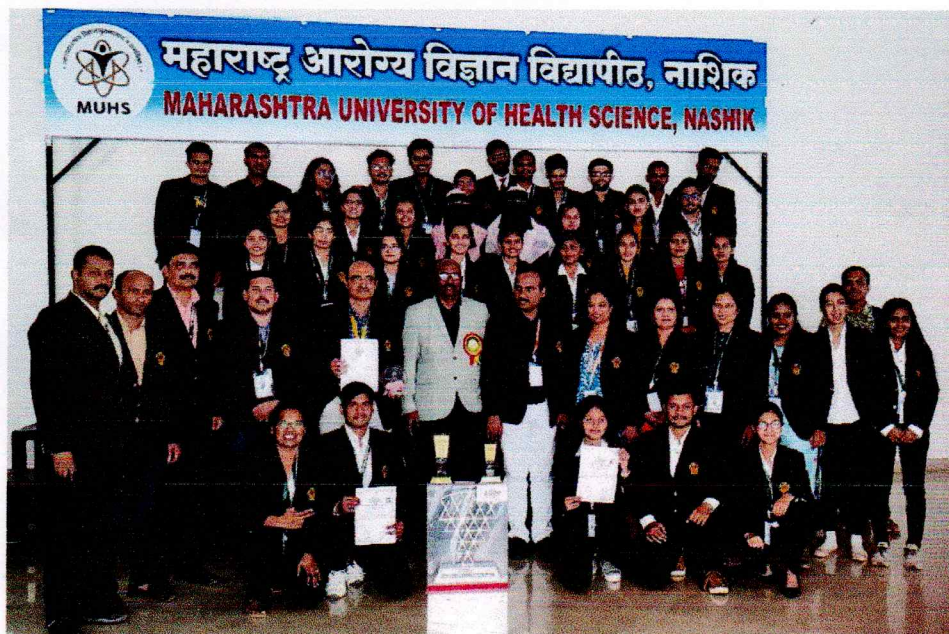 महाराष्ट्र आरोग्य विज्ञान विद्यापीठ, नाशिक
MAHARASHTRA UNIVERSITY OF HEALTH SCIENCE, NASHIK
MUHS